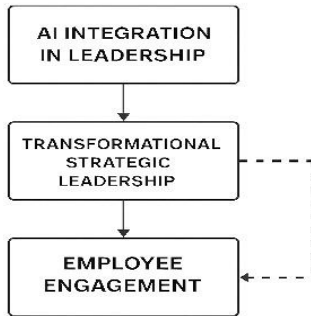 AI INTEGRATION
IN LEADERSHIP
TRANSFORMATIONAL
STRATEGIC
LEADERSHIP
EMPLOYEE
ENGAGEMENT